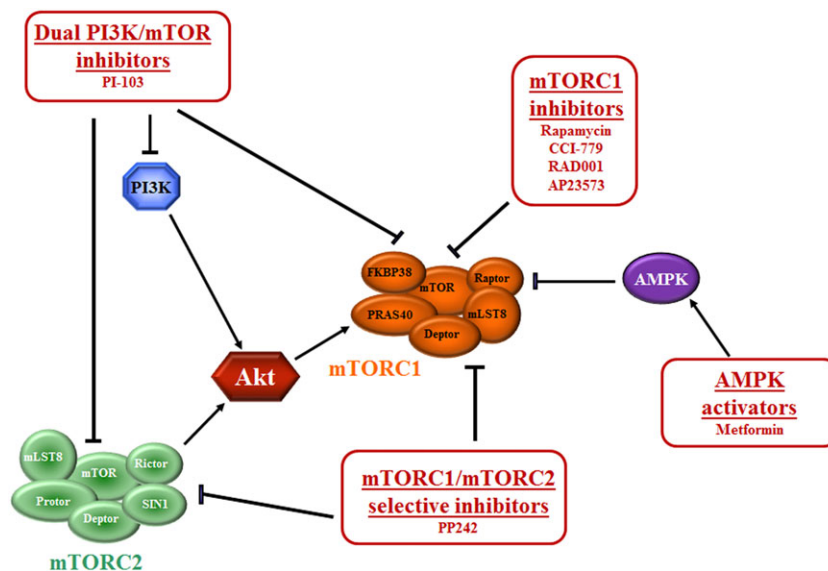 Dual PI3K/mTOR
inhibitors
PI-103
mTORC1
inhibitors
Rapamycin
CCI-779
RAD001
AP23573
PI3K
FKBP38
mTOR
Raptor
PRAS40
mLST8
Deptor
mTORC1
AMPK
Akt
AMPK
activators
Metformin
mLST8
mTOR
Rictor
Protor
SIN1
Deptor
mTORC2
mTORC1/mTORC2
selective inhibitors
PP242